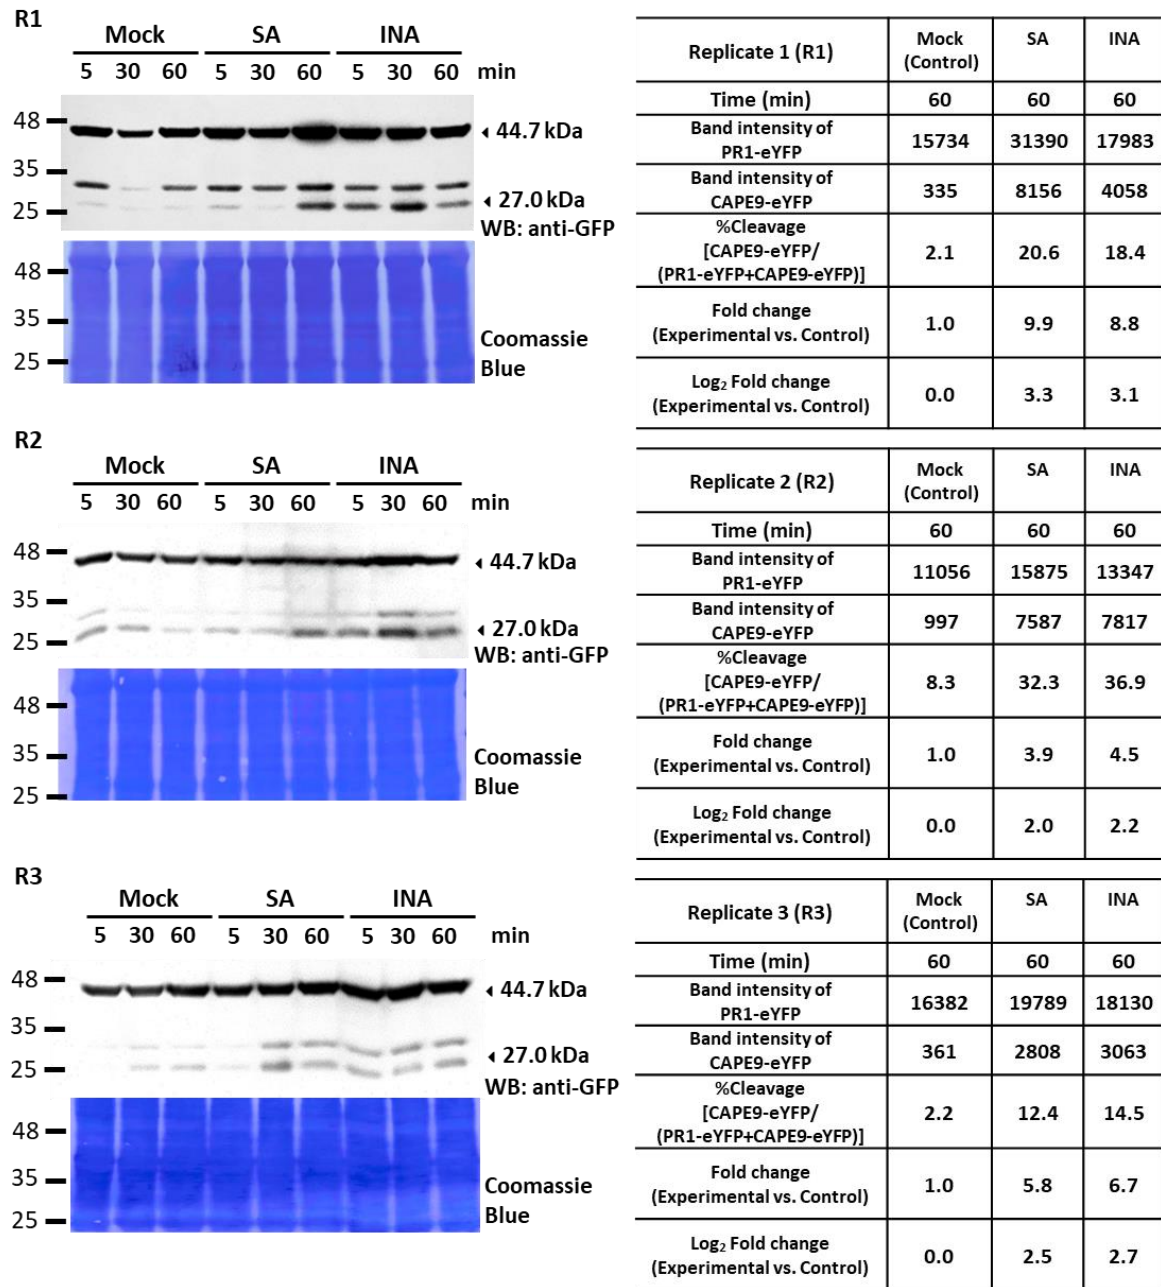 R1
Mock SA INA
5 30 60 5 30 60 5 30 60 min
48
44.7 kDa
35
27.0 kDa
25
WB: anti-GFP
48
35
Coomassie
25
Blue
Replicate 1 (R1) Mock (Control) SA INA
Time (min) 60 60 60
Band intensity of
PR1-eYFP 15734 31390 17983
Band intensity of
CAPE9-eYFP 335 8156 4058
%Cleavage
[CAPE9-eYFP/ 2.1 20.6 18.4
(PR1-eYFP+CAPE9-eYFP)]
Fold change
(Experimental vs. Control) 1.0 9.9 8.8
Log₂ Fold change
(Experimental vs. Control) 0.0 3.3 3.1
R2
Mock SA INA
5 30 60 5 30 60 5 30 60 min
48
44.7 kDa
35
27.0 kDa
25
WB: anti-GFP
48
35
Coomassie
25
Blue
Replicate 2 (R2) Mock (Control) SA INA
Time (min) 60 60 60
Band intensity of
PR1-eYFP 11056 15875 13347
Band intensity of
CAPE9-eYFP 997 7587 7817
%Cleavage
[CAPE9-eYFP/ 8.3 32.3 36.9
(PR1-eYFP+CAPE9-eYFP)]
Fold change
(Experimental vs. Control) 1.0 3.9 4.5
Log₂ Fold change
(Experimental vs. Control) 0.0 2.0 2.2
R3
Mock SA INA
5 30 60 5 30 60 5 30 60 min
48
44.7 kDa
35
27.0 kDa
25
WB: anti-GFP
48
35
Coomassie
25
Blue
Replicate 3 (R3) Mock (Control) SA INA
Time (min) 60 60 60
Band intensity of
PR1-eYFP 16382 19789 18130
Band intensity of
CAPE9-eYFP 361 2808 3063
%Cleavage
[CAPE9-eYFP/ 2.2 12.4 14.5
(PR1-eYFP+CAPE9-eYFP)]
Fold change
(Experimental vs. Control) 1.0 5.8 6.7
Log₂ Fold change
(Experimental vs. Control) 0.0 2.5 2.7